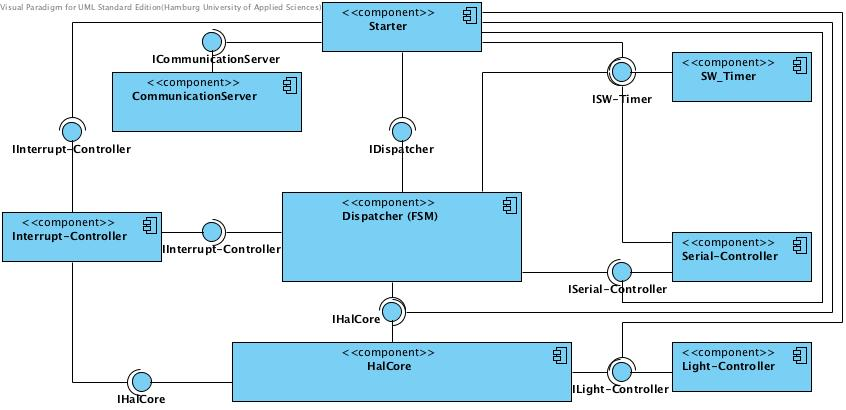 Visual Paradigm for UML Standard Edition(Hamburg University of Applied Sciences)
<<component>>
Starter
ICommunicationServer
<<component>>
CommunicationServer
<<component>>
SW_Timer
ISW-Timer
IInterrupt-Controller
IDispatcher
<<component>>
Dispatcher (FSM)
<<component>>
Interrupt-Controller
IInterrupt-Controller
<<component>>
Serial-Controller
ISerial-Controller
IHalCore
<<component>>
HalCore
<<component>>
Light-Controller
ILight-Controller
IHalCore